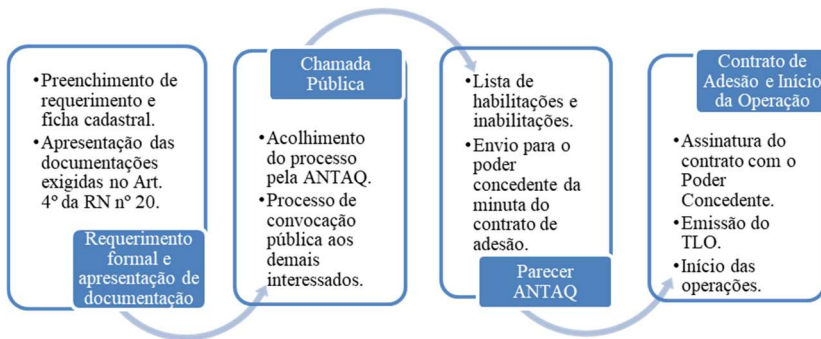 •Preenchimento de
requerimento e
ficha cadastral.
•Apresentação das
documentações
exigidas no Art.
4º da RN nº 20.
Requerimento
formal e
apresentação de
documentação
Chamada
Pública
•Acolhimento
do processo
pela ANTAQ.
•Processo de
convocação
pública aos
demais
interessados.
•Lista de
habilitações e
inabilitações.
•Envio para o
poder
concedente da
minuta do
contrato de
adesão.
Parecer
ANTAQ
Contrato de
Adesão e Início
da Operação
•Assinatura do
contrato com o
Poder
Concedente.
•Emissão do
TLO.
•Início das
operações.